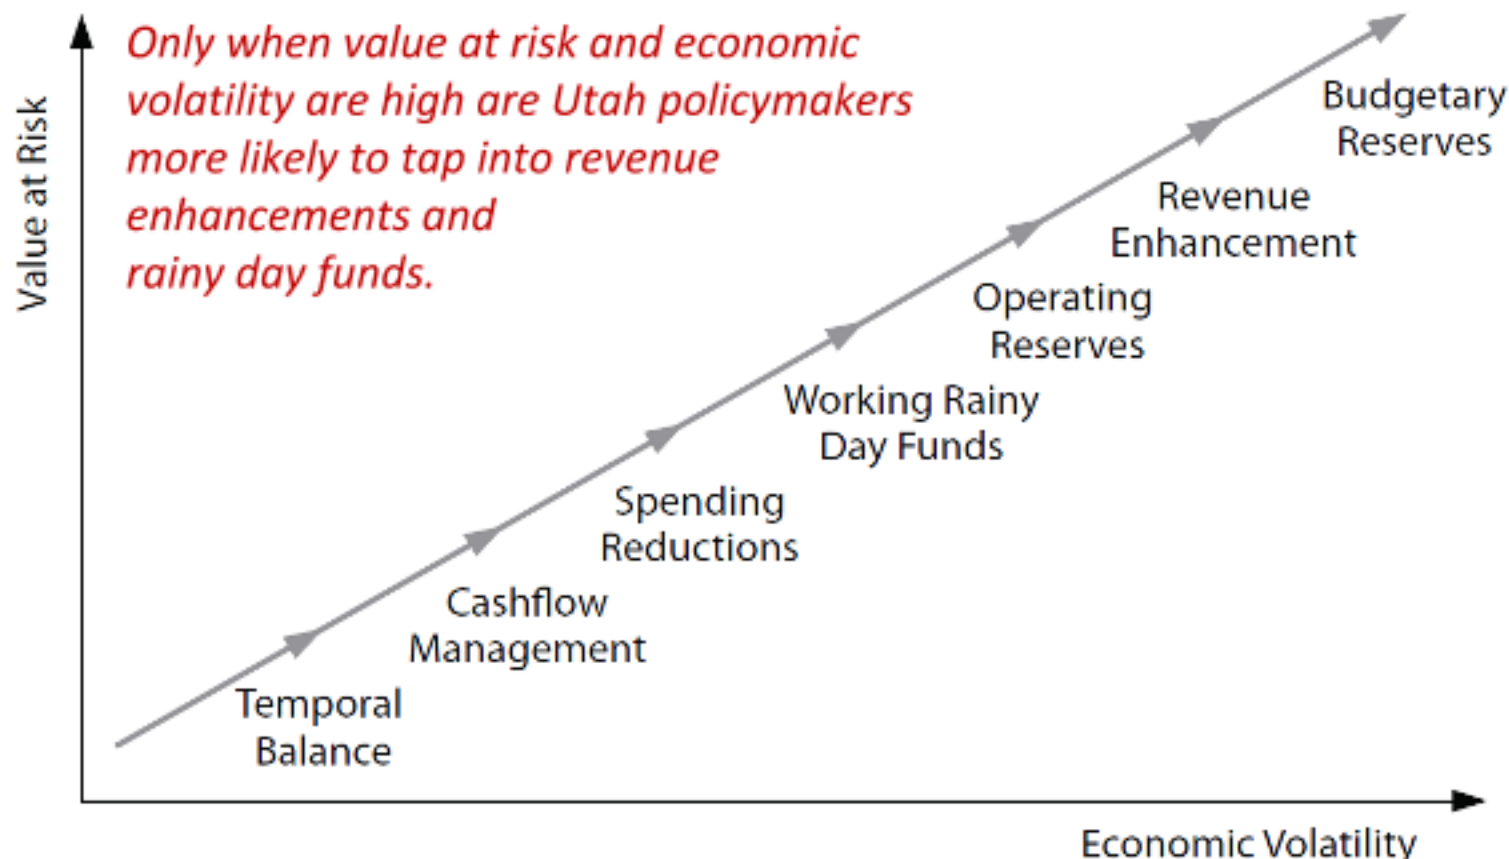 Only when value at risk and economic
volatility are high are Utah policymakers
more likely to tap into revenue
enhancements and
rainy day funds.
Value at Risk
Budgetary
Reserves
Revenue
Enhancement
Operating
Reserves
Working Rainy
Day Funds
Spending
Reductions
Cashflow
Management
Temporal
Balance
Economic Volatility